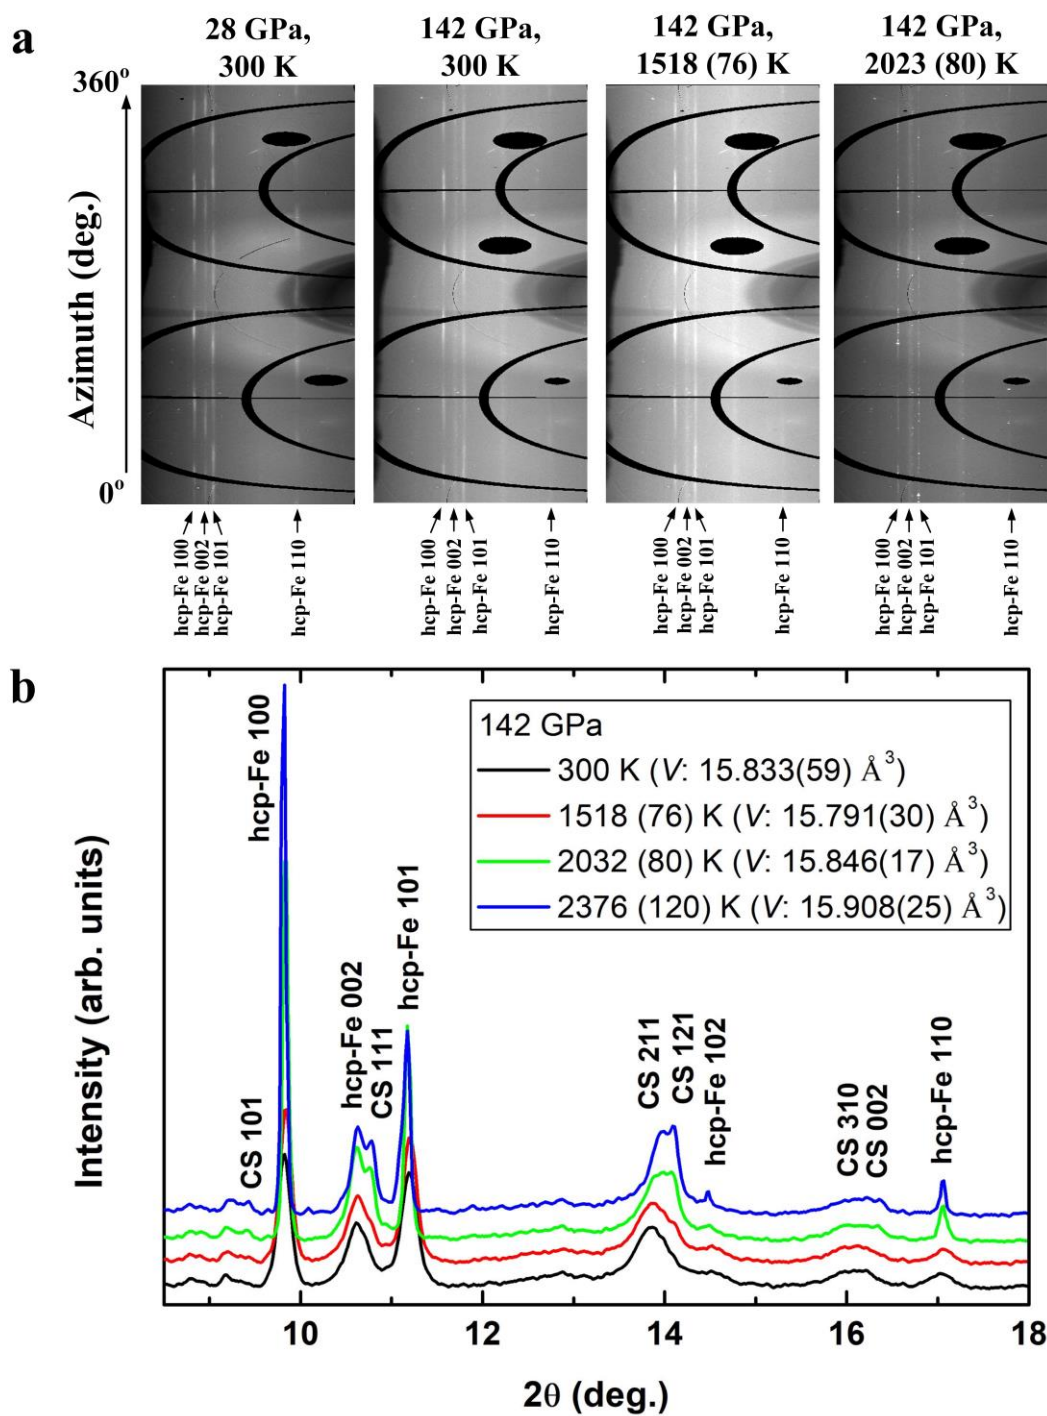 a
28 GPa,
300 K
142 GPa,
300 K
142 GPa,
1518 (76) K
142 GPa,
2023 (80) K
360°
Azimuth (deg.)
0°
hcp-Fe 100
hcp-Fe 002
hcp-Fe 101
hcp-Fe 110
hcp-Fe 100
hcp-Fe 002
hcp-Fe 101
hcp-Fe 110
hcp-Fe 100
hcp-Fe 002
hcp-Fe 101
hcp-Fe 110
hcp-Fe 100
hcp-Fe 002
hcp-Fe 101
hcp-Fe 110
b
142 GPa
300 K (V: 15.833(59) Å³)
1518 (76) K (V: 15.791(30) Å³)
2032 (80) K (V: 15.846(17) Å³)
2376 (120) K (V: 15.908(25) Å³)
Intensity (arb. units)
CS 101
hcp-Fe 100
hcp-Fe 002
CS 111
hcp-Fe 101
CS 211
CS 121
hcp-Fe 102
CS 310
CS 002
hcp-Fe 110
10
12
14
16
18
2θ (deg.)